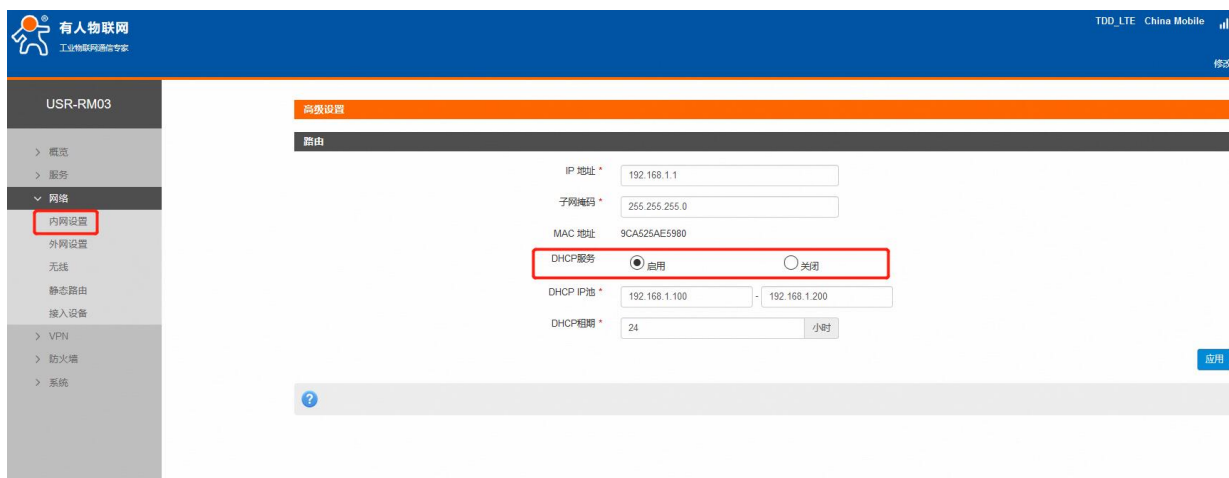 有人物联网
工业物联网通信专家
TDD_LTE China Mobile
修改
USR-RM03
> 概览
> 服务
网络
内网设置
外网设置
无线
静态路由
接入设备
> VPN
> 防火墙
> 系统
高级设置
路由
IP 地址 * 192.168.1.1
子网掩码 * 255.255.255.0
MAC 地址 9CA525AE5980
DHCP服务 启用 关闭
DHCP IP池 * 192.168.1.100 - 192.168.1.200
DHCP租期 * 24 小时
应用
?